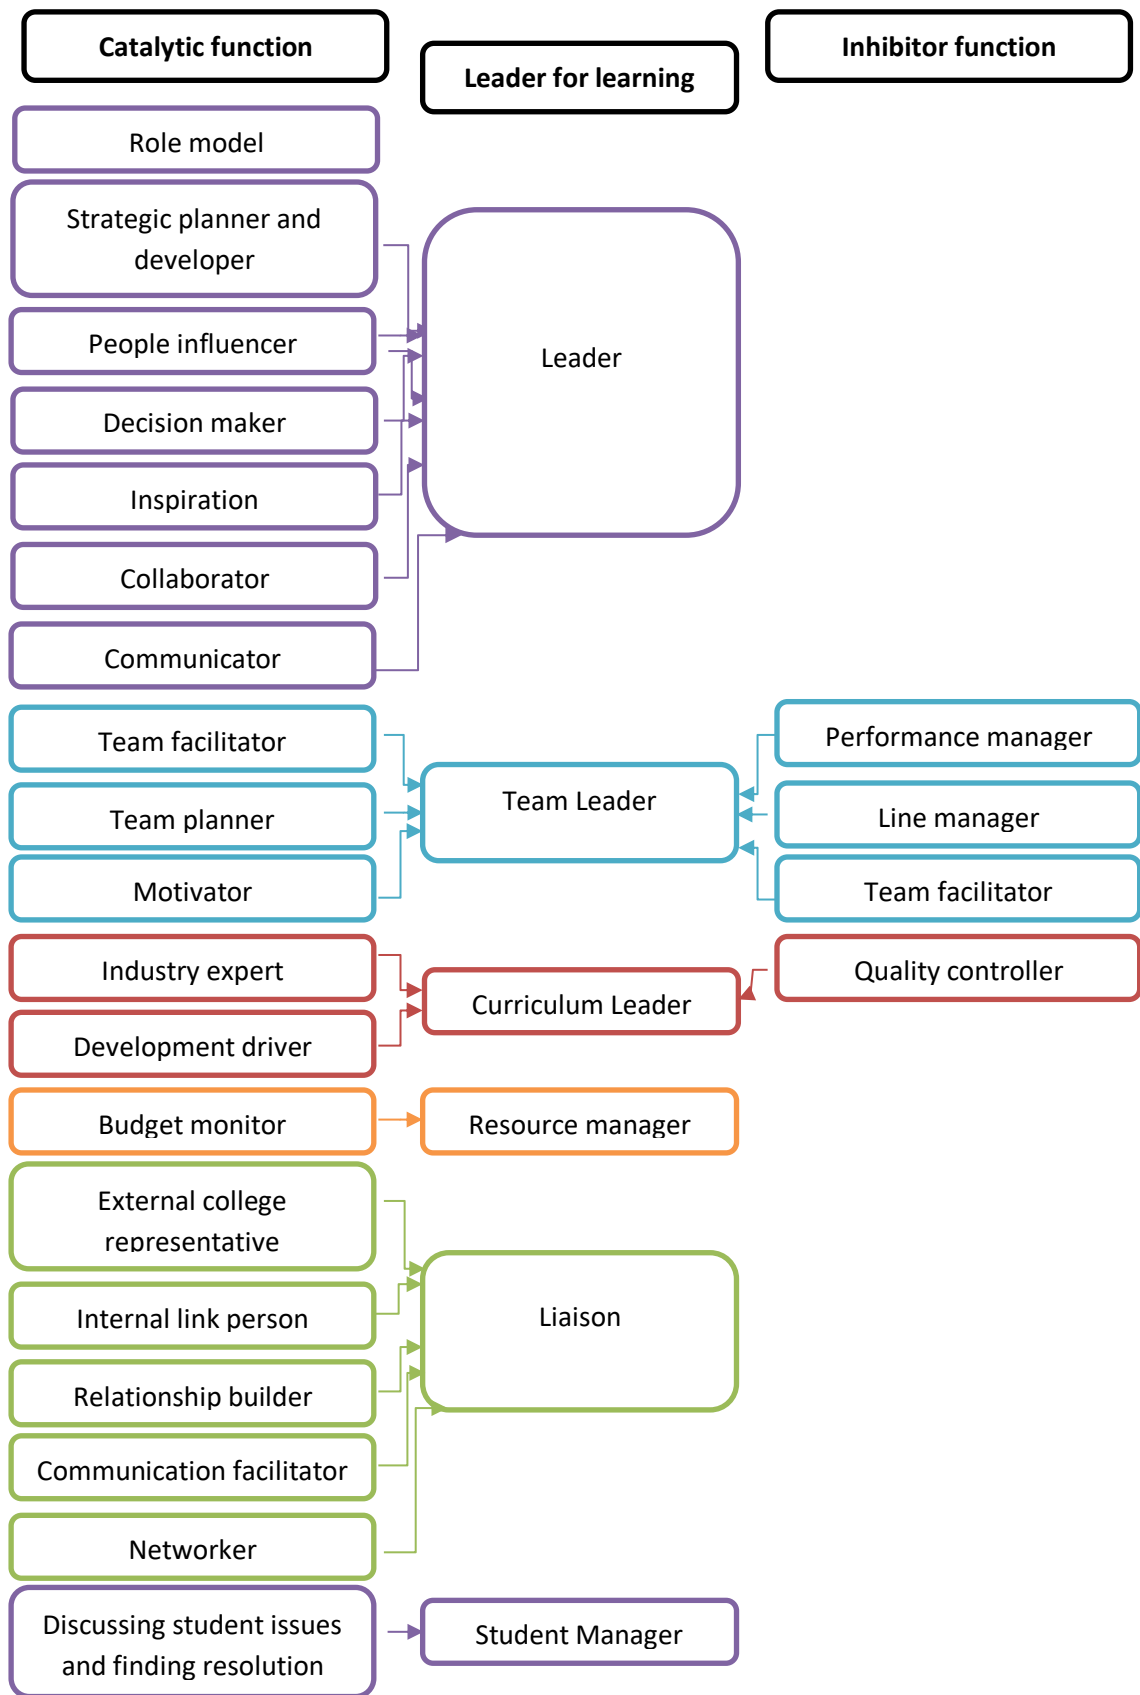 Catalytic function
Leader for learning
Inhibitor function
Role model
Strategic planner and
developer
People influencer
Leader
Decision maker
Inspiration
Collaborator
Communicator
Team facilitator
Performance manager
Team Leader
Team planner
Line manager
Motivator
Team facilitator
Industry expert
Quality controller
Curriculum Leader
Development driver
Budget monitor
Resource manager
External college
representative
Internal link person
Liaison
Relationship builder
Communication facilitator
Networker
Discussing student issues
and finding resolution
Student Manager